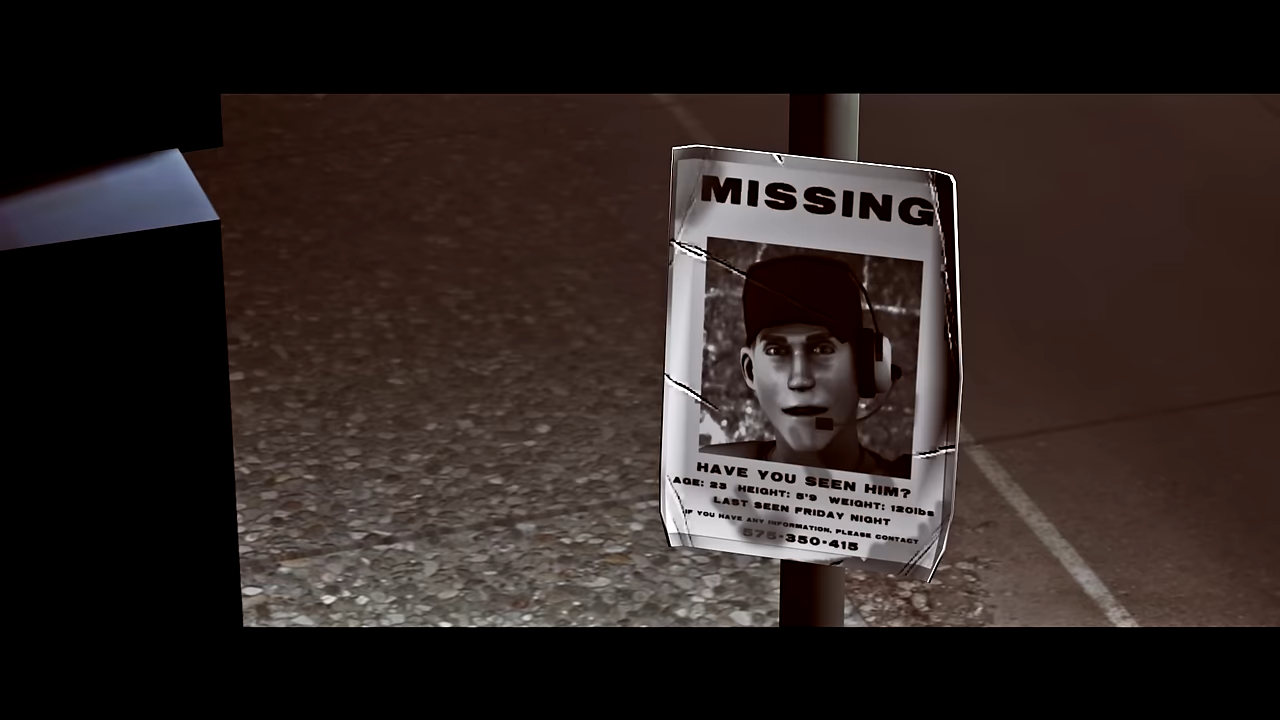 MISSING
HAVE YOU SEEN HIM?
AGE: 23 HEIGHT: 5'9 WEIGHT: 120lbs
LAST SEEN FRIDAY NIGHT
IF YOU HAVE ANY INFORMATION, PLEASE CONTACT
575-350-415